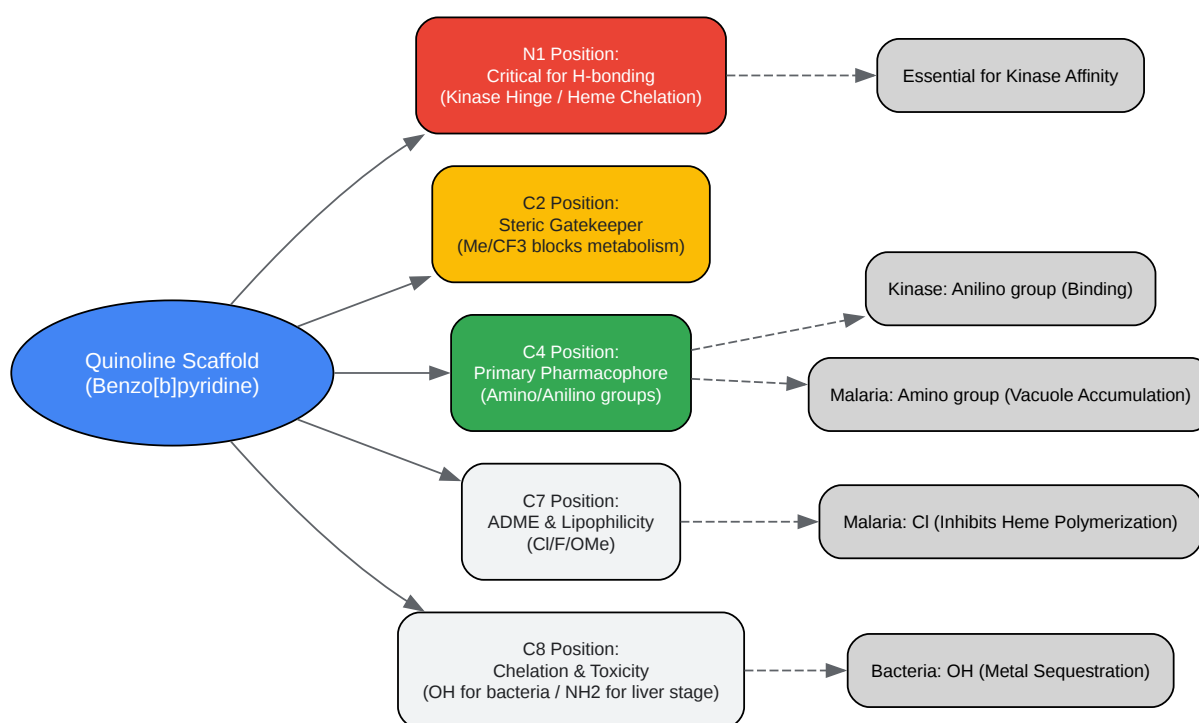 Quinoline Scaffold
(Benzo[b]pyridine)
N1 Position:
Critical for H-bonding
(Kinase Hinge / Heme Chelation)
Essential for Kinase Affinity
C2 Position:
Steric Gatekeeper
(Me/CF3 blocks metabolism)
C4 Position:
Primary Pharmacophore
(Amino/Anilino groups)
Kinase: Anilino group (Binding)
Malaria: Amino group (Vacuole Accumulation)
C7 Position:
ADME & Lipophilicity
(Cl/F/OMe)
Malaria: Cl (Inhibits Heme Polymerization)
C8 Position:
Chelation & Toxicity
(OH for bacteria / NH2 for liver stage)
Bacteria: OH (Metal Sequestration)